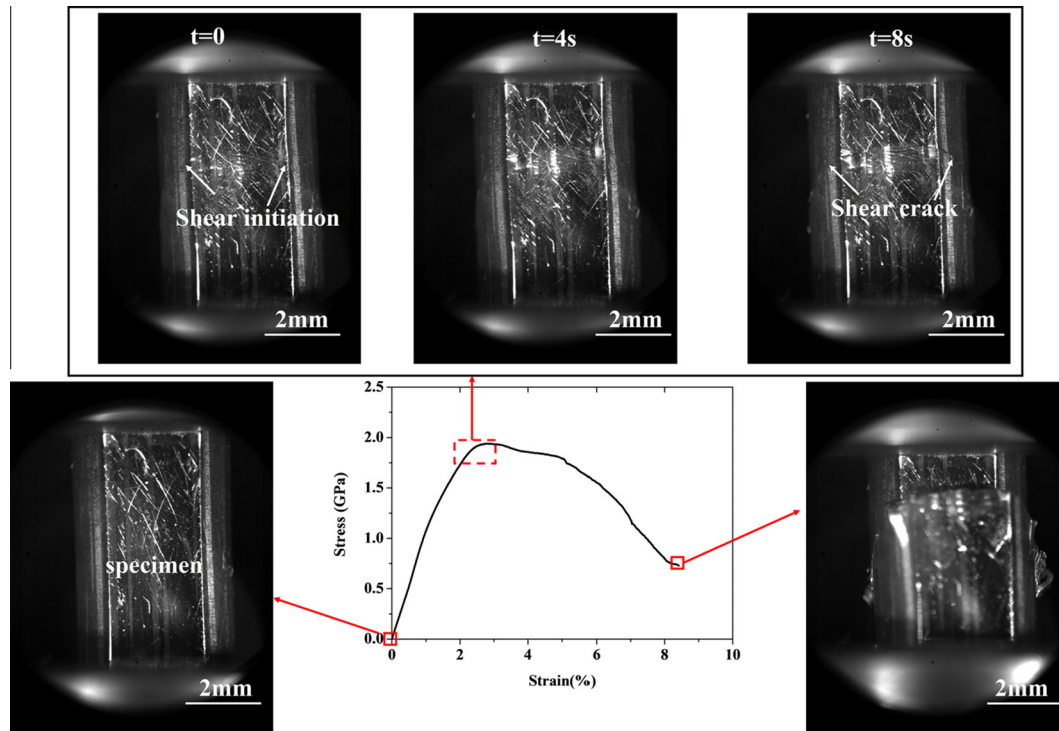 t=0
t=4s
t=8s
Shear initiation
Shear crack
2mm
2mm
2mm
specimen
2mm
2.5
2.0
1.5
1.0
0.5
0.0
0
2
4
6
8
10
Stress (GPa)
Strain(%)
2mm